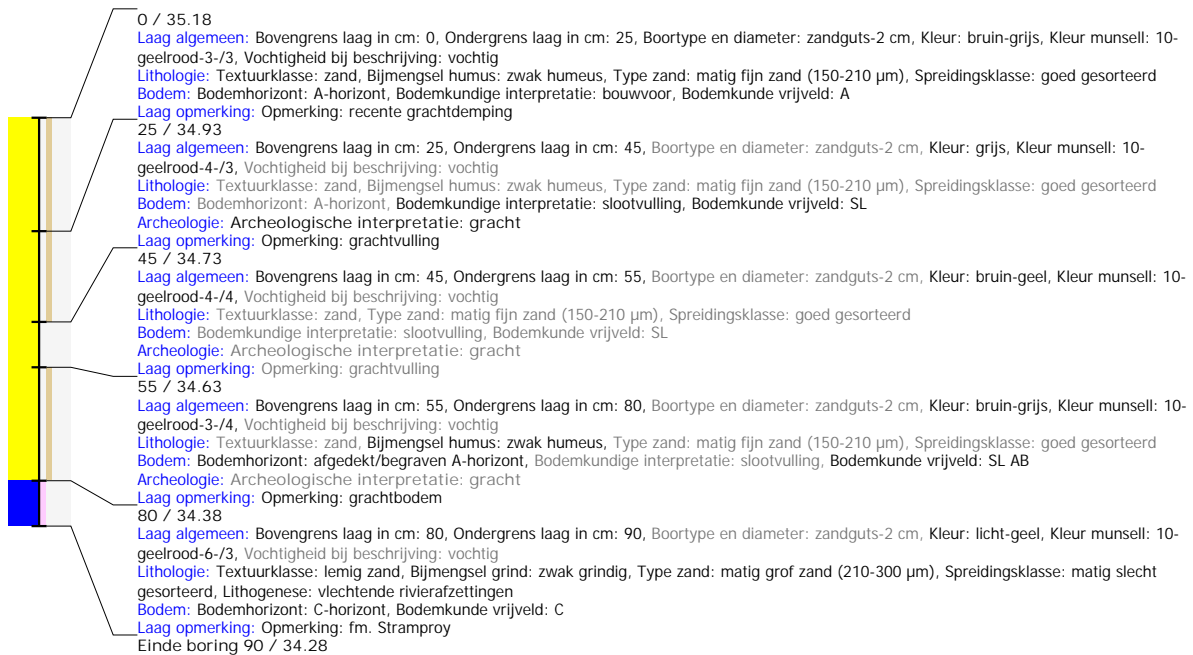 0 / 35.18
Laag algemeen: Bovengrens laag in cm: 0, Ondergrens laag in cm: 25, Boortype en diameter: zandguts-2 cm, Kleur: bruin-grijs, Kleur munsell: 10-
geelrood-3-/3, Vochtigheid bij beschrijving: vochtig
Lithologie: Textuurklasse: zand, Bijmengsel humus: zwak humeus, Type zand: matig fijn zand (150-210 µm), Spreidingsklasse: goed gesorteerd
Bodem: Bodemhorizont: A-horizont, Bodemkundige interpretatie: bouwvoor, Bodemkunde vrijveld: A
Laag opmerking: Opmerking: recente grachtdemping
25 / 34.93
Laag algemeen: Bovengrens laag in cm: 25, Ondergrens laag in cm: 45, Boortype en diameter: zandguts-2 cm, Kleur: grijs, Kleur munsell: 10-
geelrood-4-/3, Vochtigheid bij beschrijving: vochtig
Lithologie: Textuurklasse: zand, Bijmengsel humus: zwak humeus, Type zand: matig fijn zand (150-210 µm), Spreidingsklasse: goed gesorteerd
Bodem: Bodemhorizont: A-horizont, Bodemkundige interpretatie: slootvulling, Bodemkunde vrijveld: SL
Archeologie: Archeologische interpretatie: gracht
Laag opmerking: Opmerking: grachtvulling
45 / 34.73
Laag algemeen: Bovengrens laag in cm: 45, Ondergrens laag in cm: 55, Boortype en diameter: zandguts-2 cm, Kleur: bruin-geel, Kleur munsell: 10-
geelrood-4-/4, Vochtigheid bij beschrijving: vochtig
Lithologie: Textuurklasse: zand, Type zand: matig fijn zand (150-210 µm), Spreidingsklasse: goed gesorteerd
Bodem: Bodemkundige interpretatie: slootvulling, Bodemkunde vrijveld: SL
Archeologie: Archeologische interpretatie: gracht
Laag opmerking: Opmerking: grachtvulling
55 / 34.63
Laag algemeen: Bovengrens laag in cm: 55, Ondergrens laag in cm: 80, Boortype en diameter: zandguts-2 cm, Kleur: bruin-grijs, Kleur munsell: 10-
geelrood-3-/4, Vochtigheid bij beschrijving: vochtig
Lithologie: Textuurklasse: zand, Bijmengsel humus: zwak humeus, Type zand: matig fijn zand (150-210 µm), Spreidingsklasse: goed gesorteerd
Bodem: Bodemhorizont: afgedekt/begraven A-horizont, Bodemkundige interpretatie: slootvulling, Bodemkunde vrijveld: SL AB
Archeologie: Archeologische interpretatie: gracht
Laag opmerking: Opmerking: grachtbodem
80 / 34.38
Laag algemeen: Bovengrens laag in cm: 80, Ondergrens laag in cm: 90, Boortype en diameter: zandguts-2 cm, Kleur: licht-geel, Kleur munsell: 10-
geelrood-6-/3, Vochtigheid bij beschrijving: vochtig
Lithologie: Textuurklasse: lemig zand, Bijmengsel grind: zwak grindig, Type zand: matig grof zand (210-300 µm), Spreidingsklasse: matig slecht
gesorteerd, Lithogenese: vlechtende rivierafzettingen
Bodem: Bodemhorizont: C-horizont, Bodemkunde vrijveld: C
Laag opmerking: Opmerking: fm. Stramproy
Einde boring 90 / 34.28